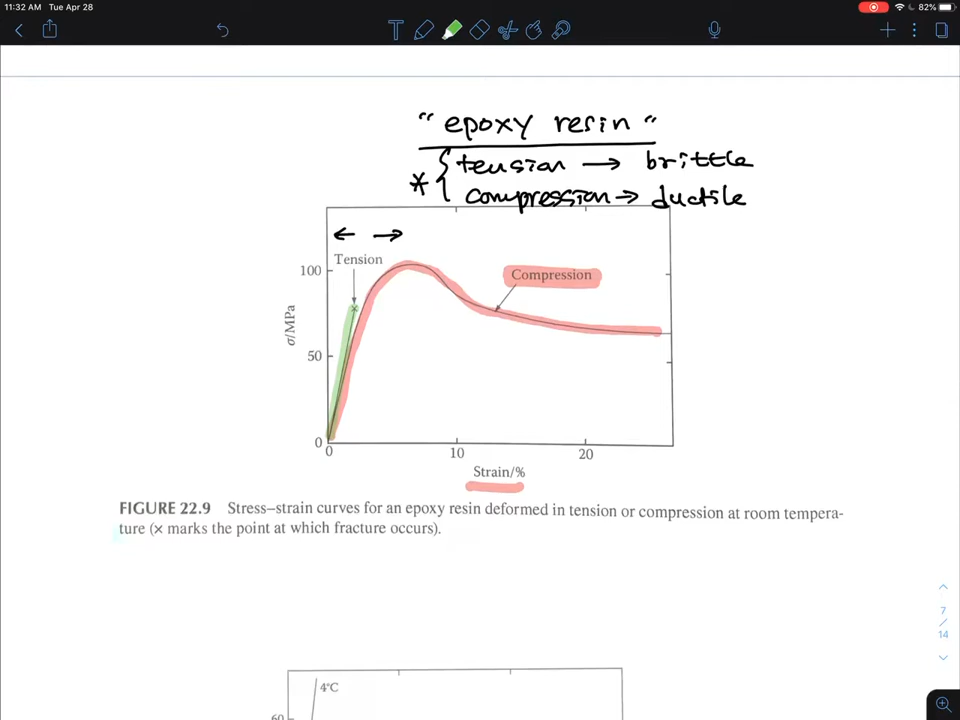 11:32 AM Tue Apr 28
82%
T
"epoxy resin"
* { tension → brittle
compression → ductile
← →
Tension
Compression
100
50
0
σ/MPa
0 10 20
Strain/%
FIGURE 22.9 Stress–strain curves for an epoxy resin deformed in tension or compression at room tempera-
ture (× marks the point at which fracture occurs).
7
/
14
4°C
60